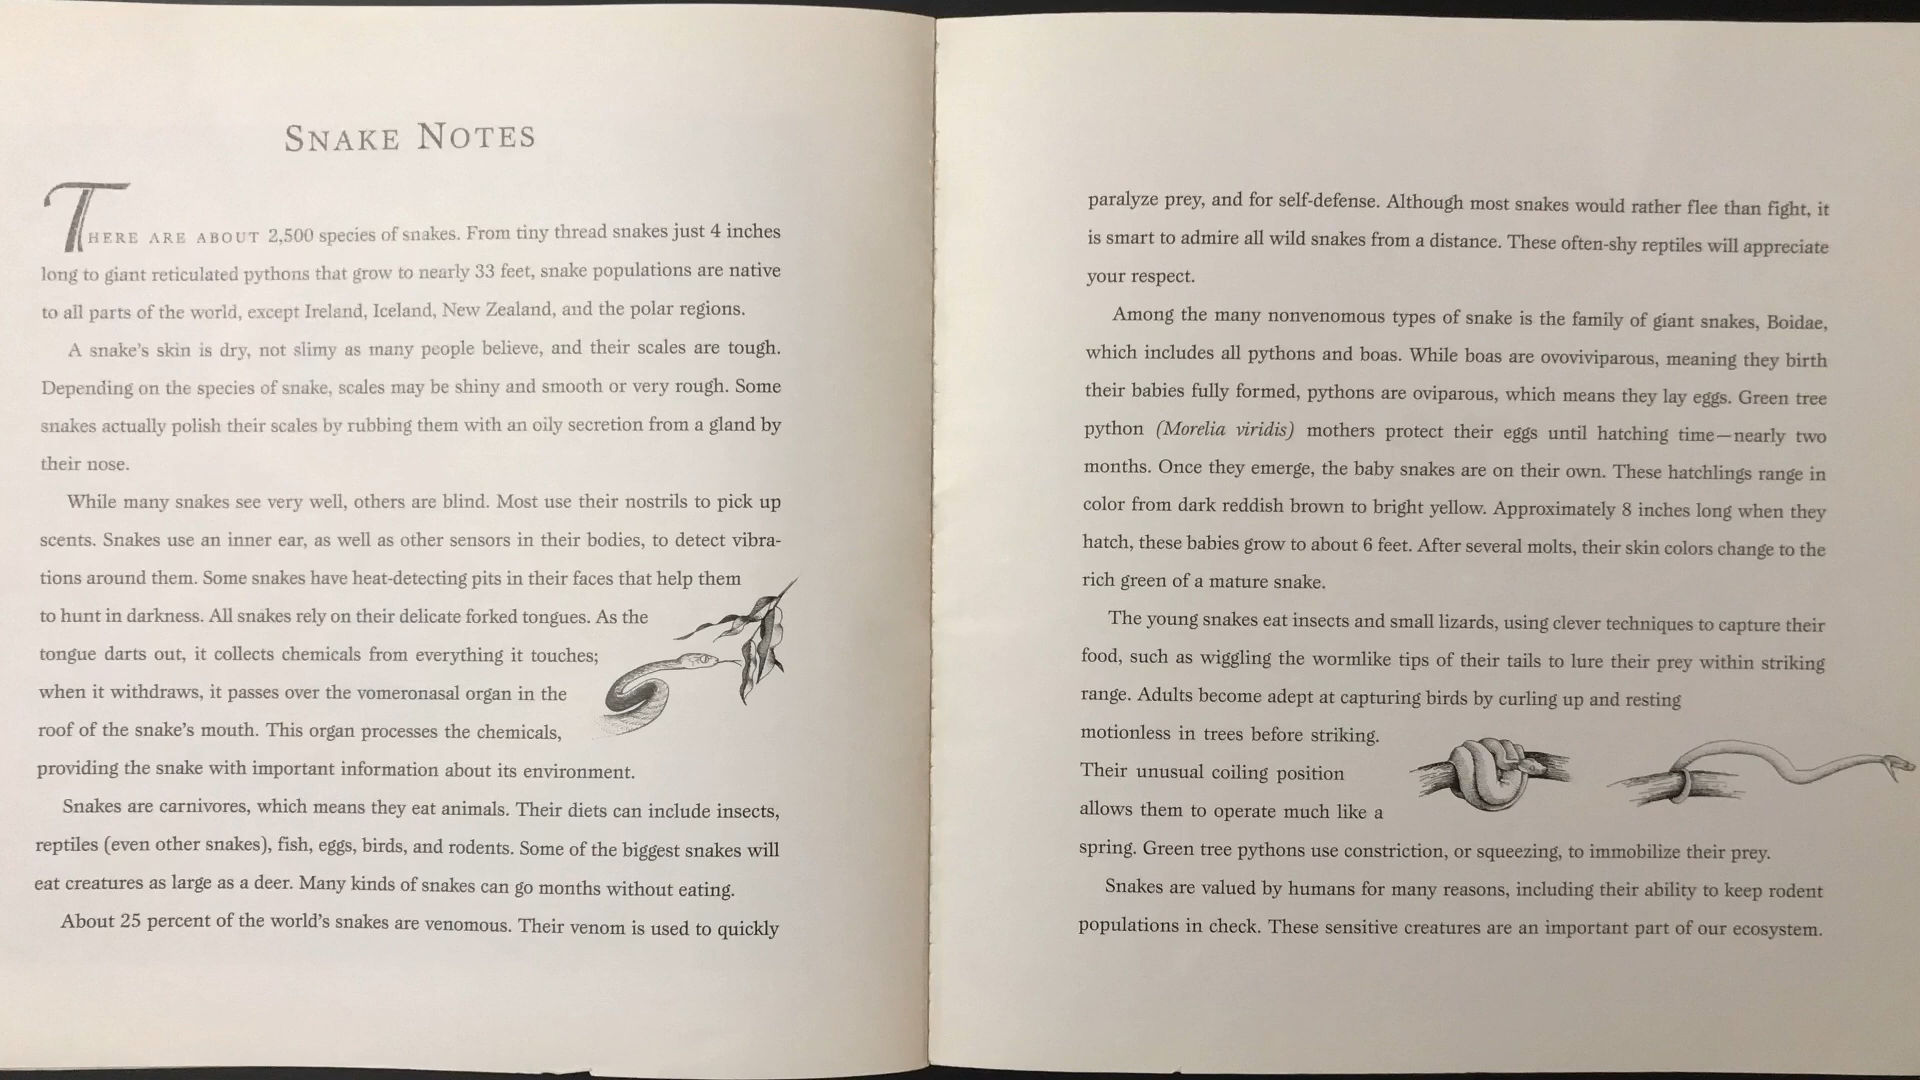 SNAKE NOTES
THERE ARE ABOUT 2,500 species of snakes. From tiny thread snakes just 4 inches
long to giant reticulated pythons that grow to nearly 33 feet, snake populations are native
to all parts of the world, except Ireland, Iceland, New Zealand, and the polar regions.
A snake's skin is dry, not slimy as many people believe, and their scales are tough.
Depending on the species of snake, scales may be shiny and smooth or very rough. Some
snakes actually polish their scales by rubbing them with an oily secretion from a gland by
their nose.
While many snakes see very well, others are blind. Most use their nostrils to pick up
scents. Snakes use an inner ear, as well as other sensors in their bodies, to detect vibra-
tions around them. Some snakes have heat-detecting pits in their faces that help them
to hunt in darkness. All snakes rely on their delicate forked tongues. As the
tongue darts out, it collects chemicals from everything it touches;
when it withdraws, it passes over the vomeronasal organ in the
roof of the snake's mouth. This organ processes the chemicals,
providing the snake with important information about its environment.
Snakes are carnivores, which means they eat animals. Their diets can include insects,
reptiles (even other snakes), fish, eggs, birds, and rodents. Some of the biggest snakes will
eat creatures as large as a deer. Many kinds of snakes can go months without eating.
About 25 percent of the world's snakes are venomous. Their venom is used to quickly
paralyze prey, and for self-defense. Although most snakes would rather flee than fight, it
is smart to admire all wild snakes from a distance. These often-shy reptiles will appreciate
your respect.
Among the many nonvenomous types of snake is the family of giant snakes, Boidae,
which includes all pythons and boas. While boas are ovoviviparous, meaning they birth
their babies fully formed, pythons are oviparous, which means they lay eggs. Green tree
python (Morelia viridis) mothers protect their eggs until hatching time—nearly two
months. Once they emerge, the baby snakes are on their own. These hatchlings range in
color from dark reddish brown to bright yellow. Approximately 8 inches long when they
hatch, these babies grow to about 6 feet. After several molts, their skin colors change to the
rich green of a mature snake.
The young snakes eat insects and small lizards, using clever techniques to capture their
food, such as wiggling the wormlike tips of their tails to lure their prey within striking
range. Adults become adept at capturing birds by curling up and resting
motionless in trees before striking.
Their unusual coiling position
allows them to operate much like a
spring. Green tree pythons use constriction, or squeezing, to immobilize their prey.
Snakes are valued by humans for many reasons, including their ability to keep rodent
populations in check. These sensitive creatures are an important part of our ecosystem.